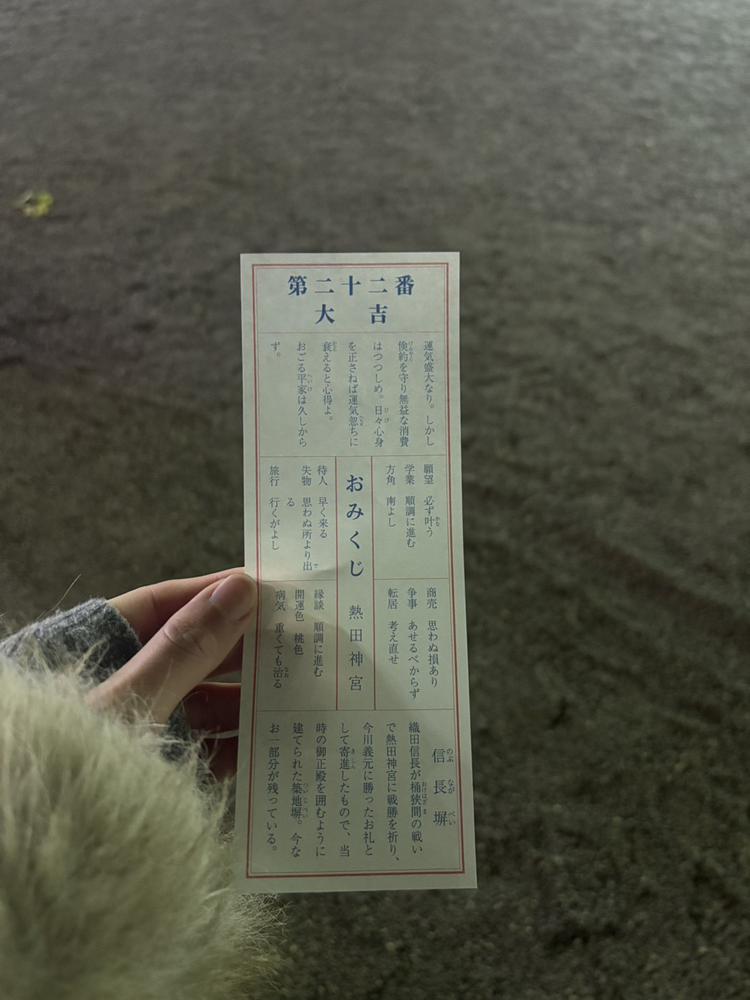 第二十二番
大吉
運気盛大なり。しかし
倹約を守り無益な消費
はつつしめ。日々心身
を正さねば運気忽ちに
衰えると心得よ。
おごる平家は久しから
ず。
願望 必ず叶う
学業 順調に進む
方角 南よし
商売 思わぬ損あり
争事 あせるべからず
転居 考え直せ
おみくじ 熱田神宮
待人 早く来る
失物 思わぬ所より出
る
旅行 行くがよし
縁談 順調に進む
開運色 桃色
病気 重くても治る
信長塀
織田信長が桶狭間の戦い
で熱田神宮に戦勝を祈り、
今川義元に勝ったお礼と
して寄進したもので、当
時の御正殿を囲むように
建てられた築地塀。今な
お一部分が残っている。